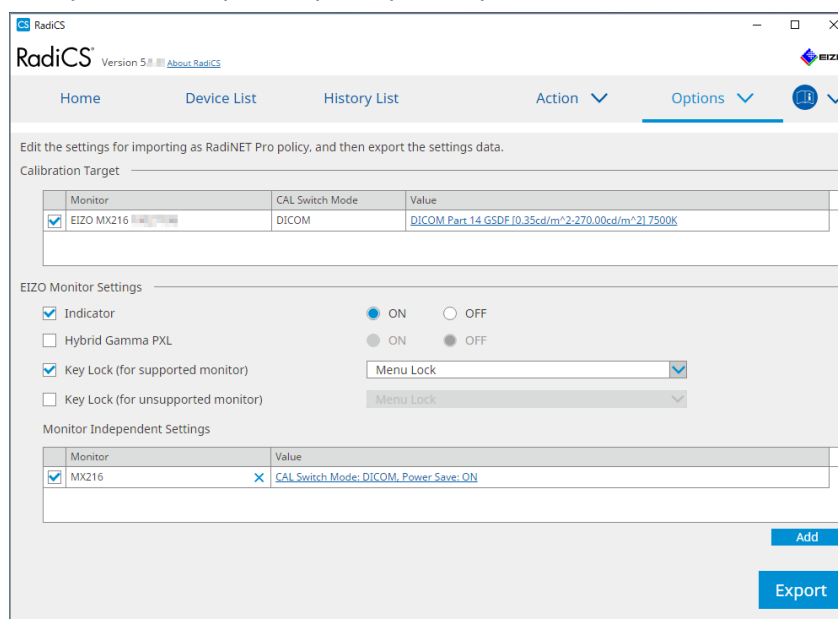 CS RadiCS
RadiCS Version 5. About RadiCS
Home Device List History List Action Options
Edit the settings for importing as RadiNET Pro policy, and then export the settings data.
Calibration Target
Monitor CAL Switch Mode Value
EIZO MX216 DICOM DICOM Part 14 GSDF [0.35cd/m^2-270.00cd/m^2] 7500K
EIZO Monitor Settings
Indicator ON OFF
Hybrid Gamma PXL ON OFF
Key Lock (for supported monitor) Menu Lock
Key Lock (for unsupported monitor) Menu Lock
Monitor Independent Settings
Monitor Value
MX216 CAL Switch Mode: DICOM, Power Save: ON
Add
Export